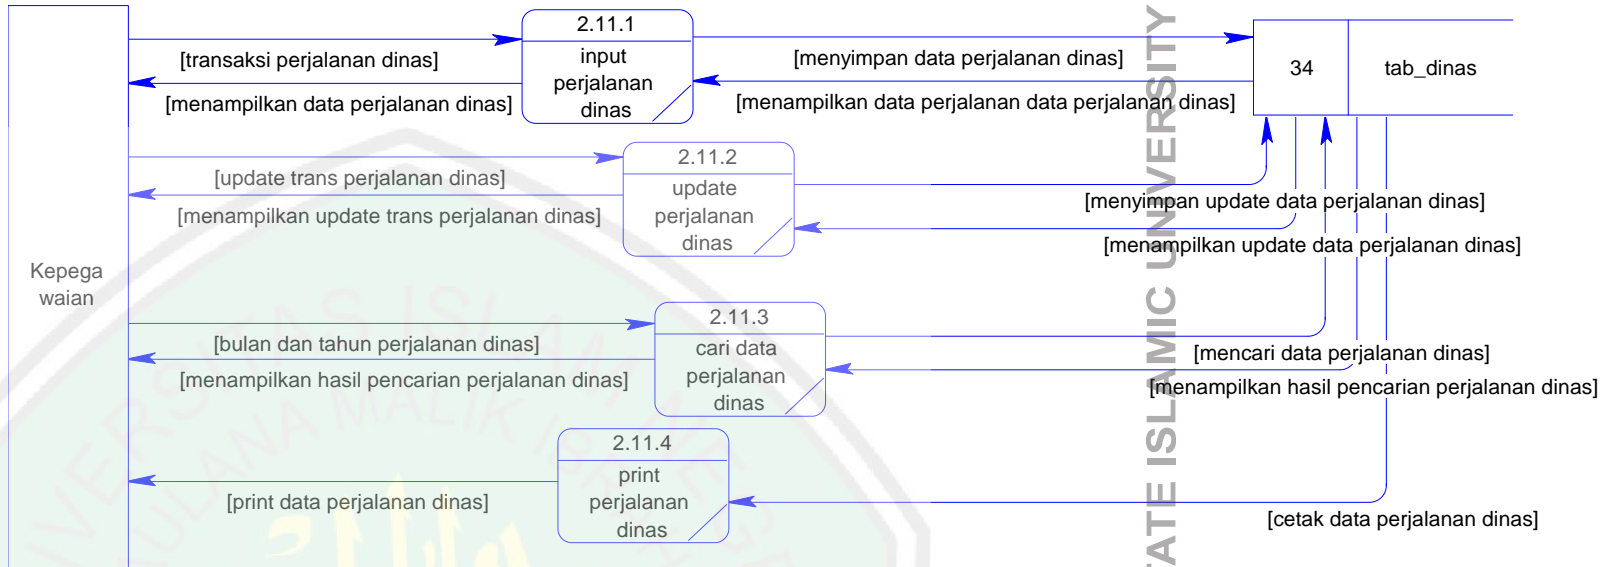 2.11.1
input
perjalanan
dinas
[transaksi perjalanan dinas]
[menampilkan data perjalanan dinas]
[menyimpan data perjalanan dinas]
[menampilkan data perjalanan data perjalanan dinas]
34
tab_dinas
2.11.2
update
perjalanan
dinas
[update trans perjalanan dinas]
[menampilkan update trans perjalanan dinas]
[menyimpan update data perjalanan dinas]
[menampilkan update data perjalanan dinas]
Kepega
waian
2.11.3
cari data
perjalanan
dinas
[bulan dan tahun perjalanan dinas]
[menampilkan hasil pencarian perjalanan dinas]
[mencari data perjalanan dinas]
[menampilkan hasil pencarian perjalanan dinas]
2.11.4
print
perjalanan
dinas
[print data perjalanan dinas]
[cetak data perjalanan dinas]
ISLAMIC UNIVERSITY